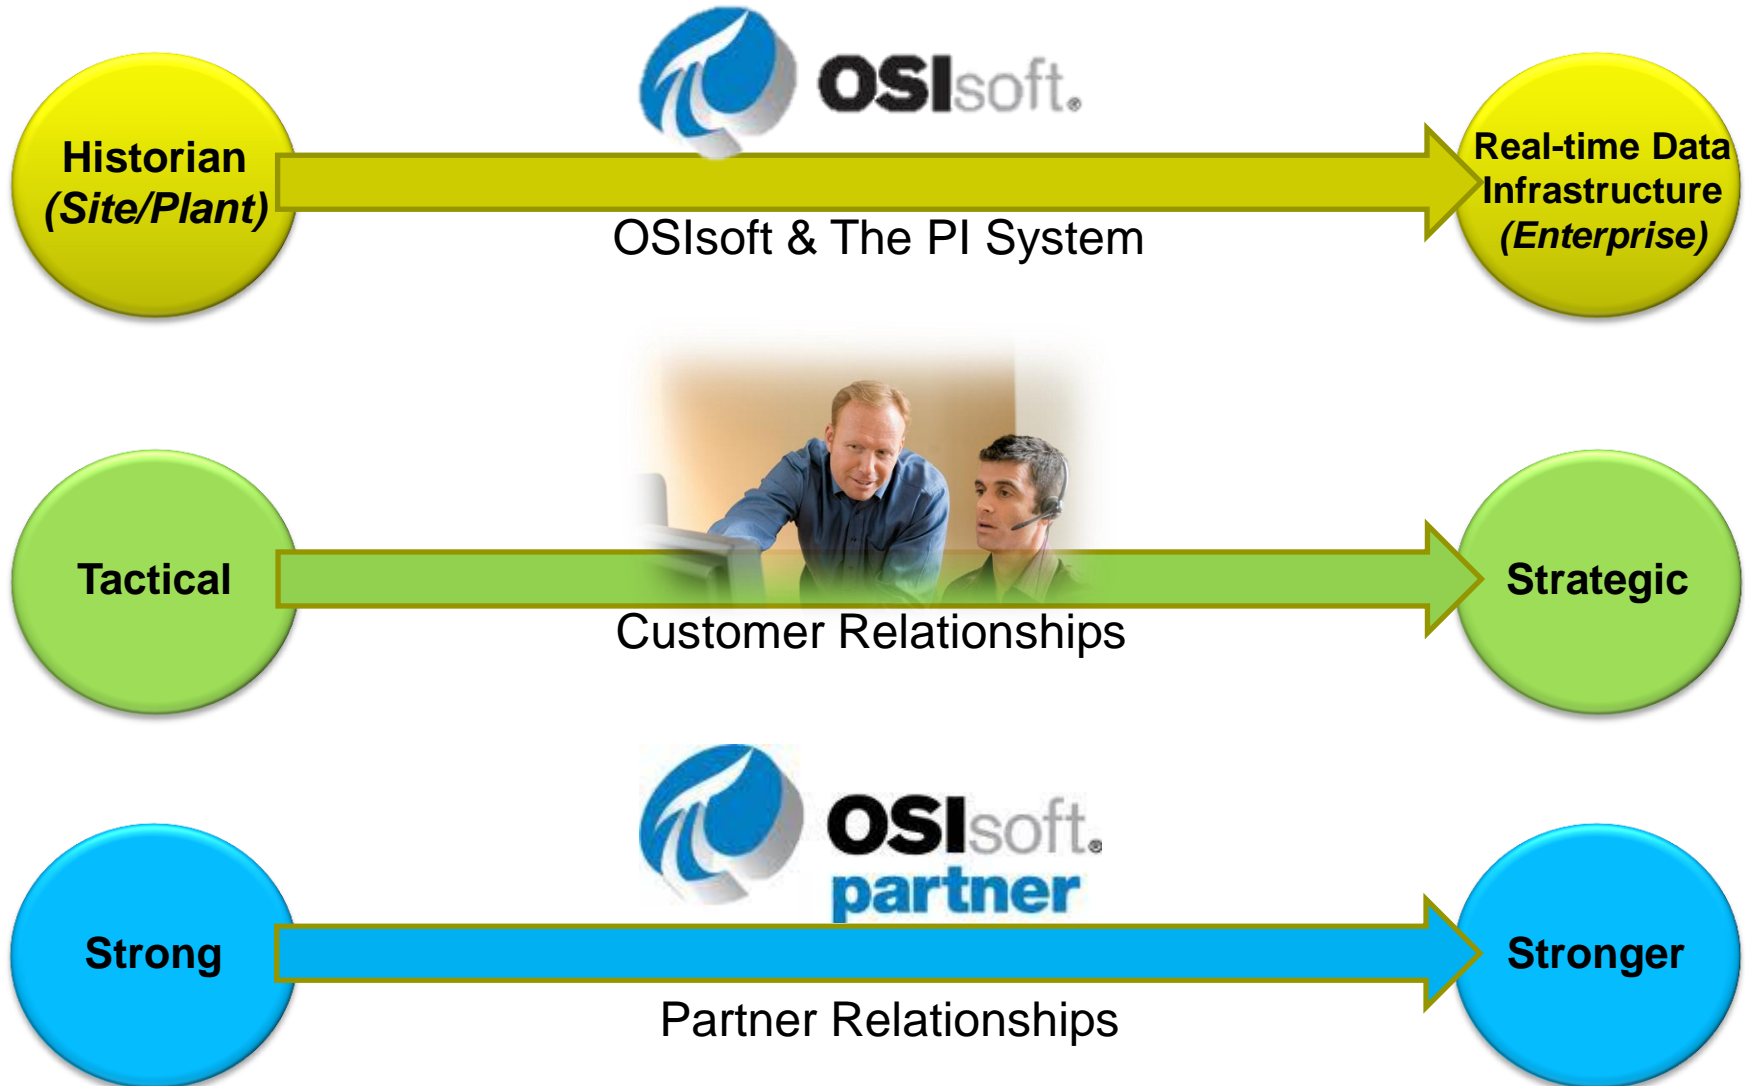 OSIsoft®
Historian
(Site/Plant)
Real-time Data
Infrastructure
(Enterprise)
OSIsoft & The PI System
Tactical
Strategic
Customer Relationships
OSIsoft®
partner
Strong
Stronger
Partner Relationships